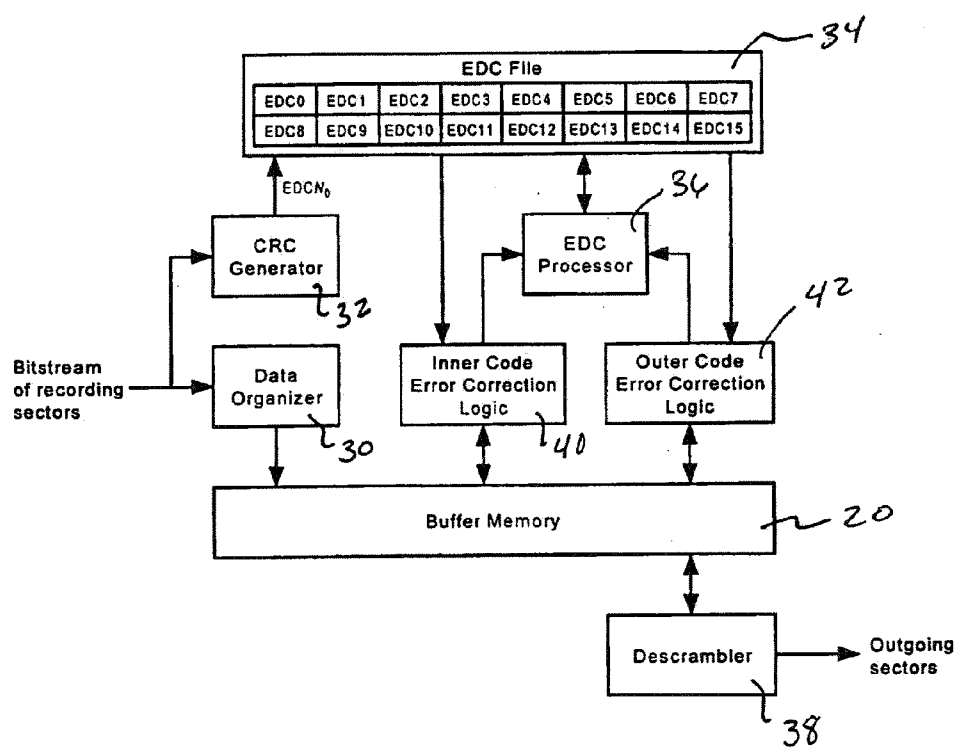 34
EDC File
EDC0 EDC1 EDC2 EDC3 EDC4 EDC5 EDC6 EDC7
EDC8 EDC9 EDC10 EDC11 EDC12 EDC13 EDC14 EDC15
EDCN0
36
CRC
Generator
32
EDC
Processor
42
Bitstream
of recording
sectors
Data
Organizer
30
Inner Code
Error Correction
Logic
40
Outer Code
Error Correction
Logic
Buffer Memory
20
Descrambler
38
Outgoing
sectors